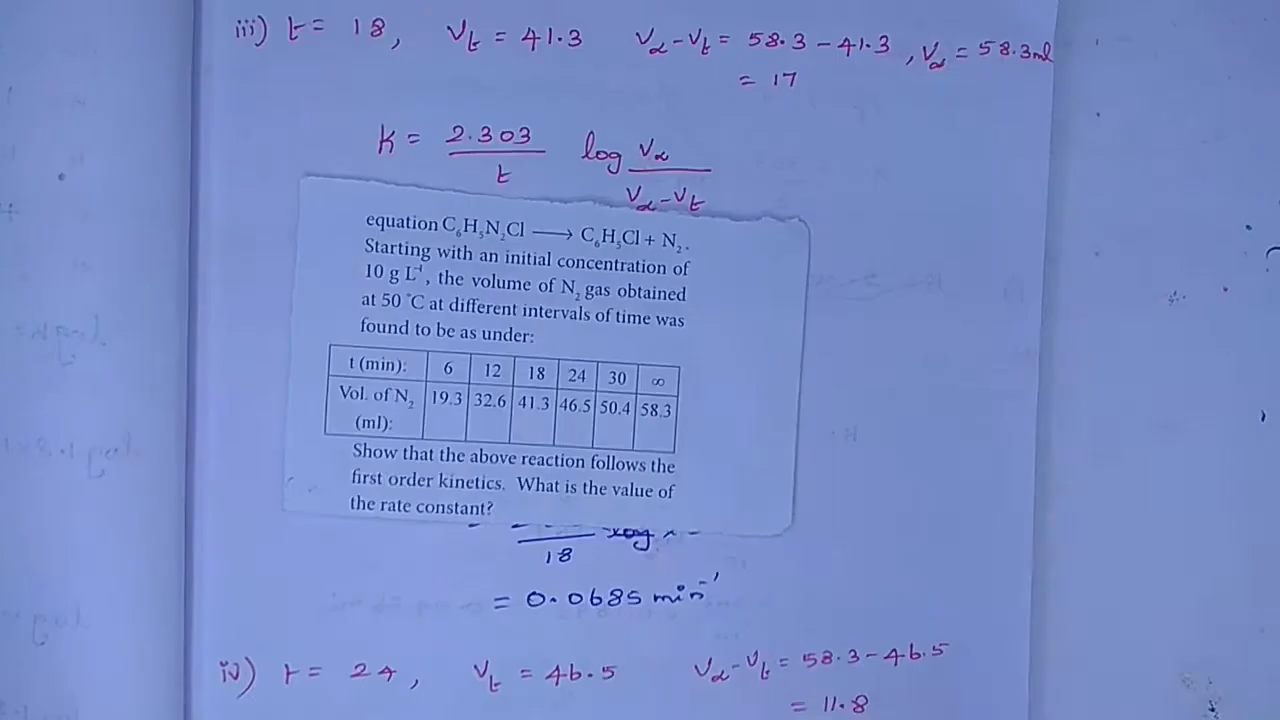 iii) t = 18, Vt = 41.3 Vα-Vt = 58.3 - 41.3, Vα = 58.3ml
= 17
K = 2.303/t log Vα/Vα-Vt
equation C₆H₅N₂Cl ⟶ C₆H₅Cl + N₂.
Starting with an initial concentration of
10 g L⁻¹, the volume of N₂ gas obtained
at 50 °C at different intervals of time was
found to be as under:
t (min): 6 12 18 24 30 ∞
Vol. of N₂ 19.3 32.6 41.3 46.5 50.4 58.3
(ml):
Show that the above reaction follows the
first order kinetics. What is the value of
the rate constant?
18
= 0.0685 min⁻¹
iv) t = 24, Vt = 46.5 Vα-Vt = 58.3 - 46.5
= 11.8